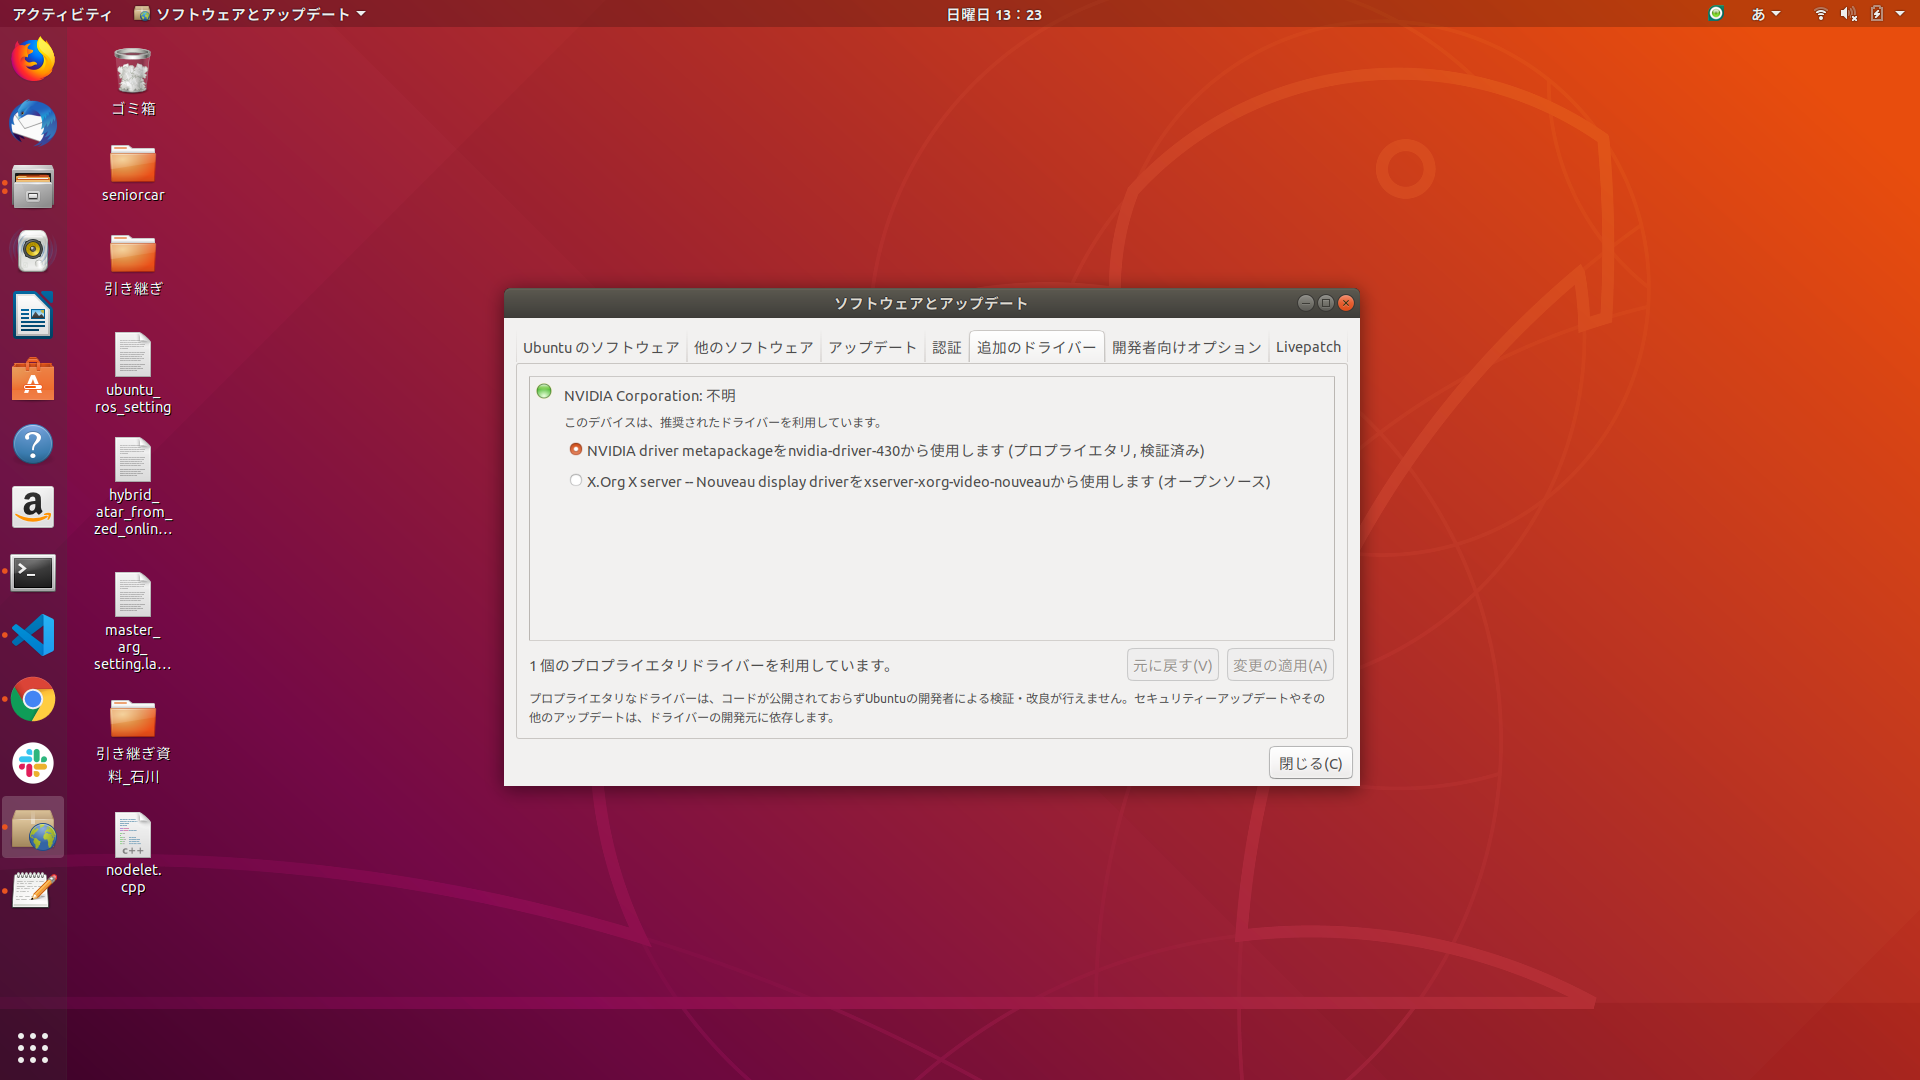 アクティビティ
ソフトウェアとアップデート
日曜日 13：23
あ
ゴミ箱
seniorcar
引き継ぎ
ubuntu_
ros_setting
hybrid_
atar_from_
zed_onlin…
master_
arg_
setting.la…
引き継ぎ資
料_石川
c++
nodelet.
cpp
ソフトウェアとアップデート
Ubuntu のソフトウェア
他のソフトウェア
アップデート
認証
追加のドライバー
開発者向けオプション
Livepatch
NVIDIA Corporation: 不明
このデバイスは、推奨されたドライバーを利用しています。
NVIDIA driver metapackageをnvidia-driver-430から使用します (プロプライエタリ, 検証済み)
X.Org X server -- Nouveau display driverをxserver-xorg-video-nouveauから使用します (オープンソース)
1 個のプロプライエタリドライバーを利用しています。
元に戻す(V)
変更の適用(A)
プロプライエタリなドライバーは、コードが公開されておらずUbuntuの開発者による検証・改良が行えません。セキュリティーアップデートやその
他のアップデートは、ドライバーの開発元に依存します。
閉じる(C)